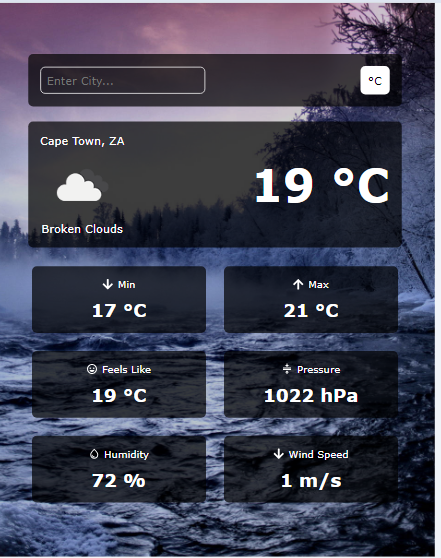 Enter City...
°C
Cape Town, ZA
19 °C
Broken Clouds
Min
17 °C
Max
21 °C
Feels Like
19 °C
Pressure
1022 hPa
Humidity
72 %
Wind Speed
1 m/s